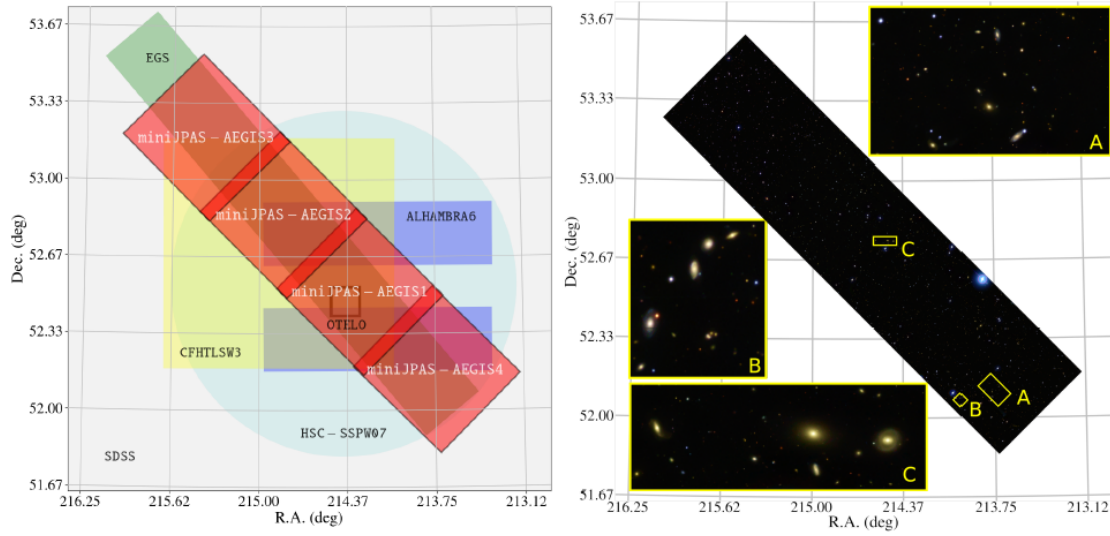 53.67
53.33
53.00
52.67
52.33
52.00
51.67
Dec. (deg)
EGS
miniJPAS – AEGIS3
miniJPAS – AEGIS2
ALHAMBRA6
miniJPAS – AEGIS1
OTELO
CFHTLSW3
miniJPAS – AEGIS4
HSC – SSPW07
SDSS
216.25 215.62 215.00 214.37 213.75 213.12
R.A. (deg)
53.67
53.33
53.00
52.67
52.33
52.00
51.67
Dec. (deg)
A
C
B
A
B
C
216.25 215.62 215.00 214.37 213.75 213.12
R.A. (deg)